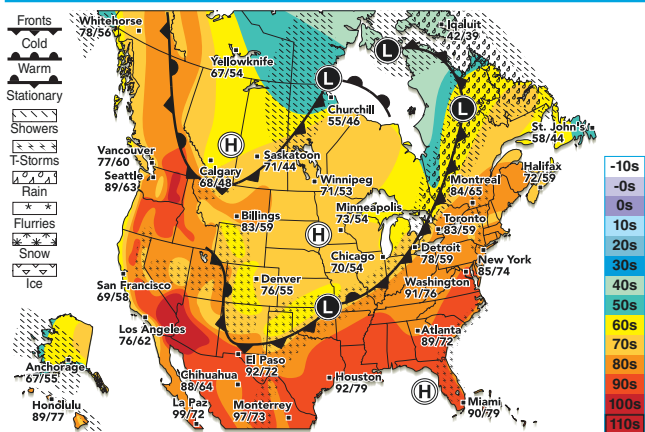 Fronts
Cold
Warm
Stationary
Showers
T-Storms
Rain
Flurries
Snow
Ice
Whitehorse
78/56
Yellowknife
67/54
Iqaluit
42/39
L
L
L
Churchill
55/46
St. John's
58/44
Vancouver
77/60
Seattle
89/63
H
Calgary
68/48
Saskatoon
71/44
Winnipeg
71/53
Montreal
84/65
Halifax
72/59
Billings
83/59
Minneapolis
73/54
H
Toronto
83/59
Chicago
70/54
Detroit
78/59
New York
85/74
San Francisco
69/58
Denver
76/55
Washington
91/76
L
Los Angeles
76/62
Atlanta
89/72
El Paso
92/72
Anchorage
67/55
Chihuahua
88/64
Houston
92/79
H
Miami
90/79
Honolulu
89/77
La Paz
99/72
Monterrey
97/73
-10s
-0s
0s
10s
20s
30s
40s
50s
60s
70s
80s
90s
100s
110s